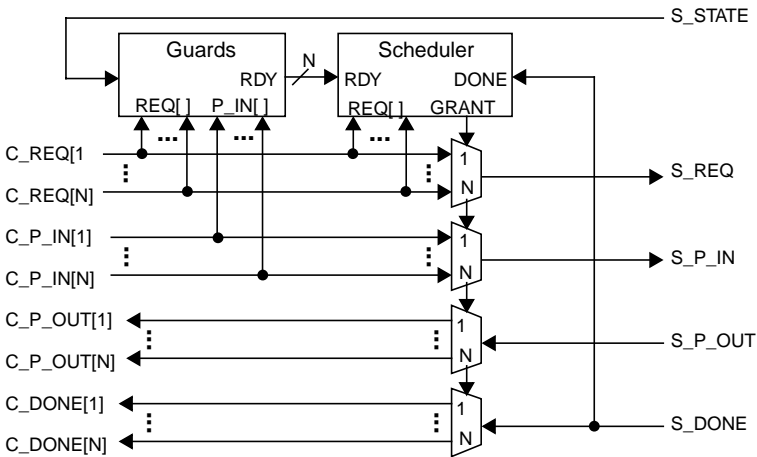 S_STATE
Guards
Scheduler
N
RDY
RDY
DONE
REQ[ ]
P_IN[ ]
REQ[ ]
GRANT
C_REQ[1
1
S_REQ
C_REQ[N]
N
C_P_IN[1]
1
S_P_IN
C_P_IN[N]
N
C_P_OUT[1]
1
S_P_OUT
C_P_OUT[N]
N
C_DONE[1]
1
S_DONE
C_DONE[N]
N